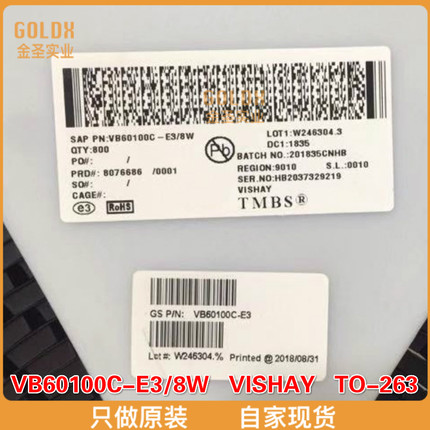 GOLDX
金圣实业
SAP PN:VB60100C-E3/8W
QTY:800
PO#: /
PRD#: 8076686 /0001
SO#: /
CAGE#:
e3 RoHS
Pb
LOT1:W246304.3
DC1:1835
BATCH NO.:201835CNHB
REGION:9010 S.L.:0010
SER.NO:HB2037329219
VISHAY
TMBS®
GS P/N: VB60100C-E3
Lot#: W246304.% Printed @ 2018/08/31
VB60100C-E3/8W VISHAY TO-263
只做原装 自家现货